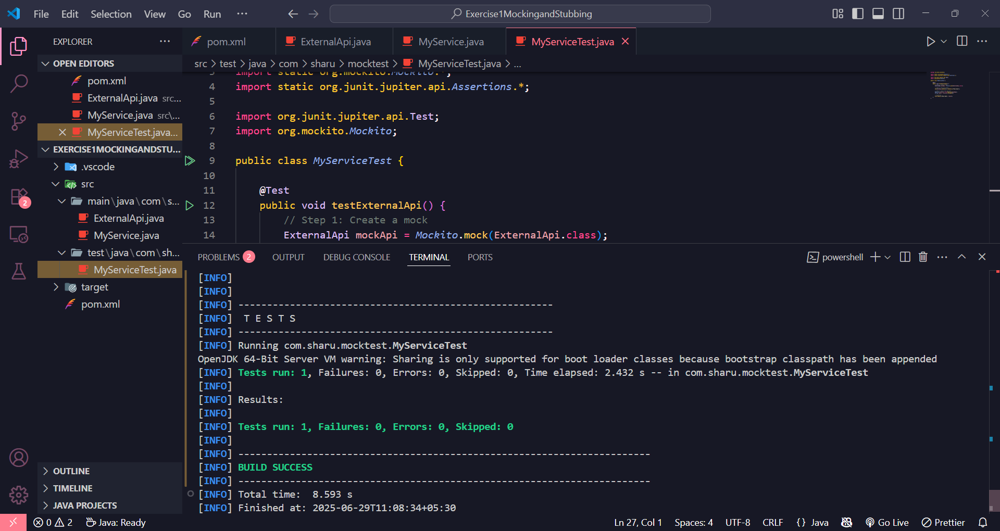 File Edit Selection View Go Run ··· Exercise1MockingandStubbing
EXPLORER ···
OPEN EDITORS
pom.xml
ExternalApi.java src...
MyService.java src\...
MyServiceTest.java...
EXERCISE1MOCKINGANDSTU...
.vscode
src
main\java\com\s...
ExternalApi.java
MyService.java
test\java\com\sh...
MyServiceTest.java
target
pom.xml
OUTLINE
TIMELINE
JAVA PROJECTS
2
pom.xml ExternalApi.java MyService.java MyServiceTest.java
src > test > java > com > sharu > mocktest > MyServiceTest.java > ...
3 import static org.mockito.Mockito.*;
4 import static org.junit.jupiter.api.Assertions.*;
5
6 import org.junit.jupiter.api.Test;
7 import org.mockito.Mockito;
8
9 public class MyServiceTest {
10
11 @Test
12 public void testExternalApi() {
13 // Step 1: Create a mock
14 ExternalApi mockApi = Mockito.mock(ExternalApi.class);
PROBLEMS 2 OUTPUT DEBUG CONSOLE TERMINAL PORTS powershell
[INFO]
[INFO]
[INFO] -------------------------------------------------------
[INFO]  T E S T S
[INFO] -------------------------------------------------------
[INFO] Running com.sharu.mocktest.MyServiceTest
OpenJDK 64-Bit Server VM warning: Sharing is only supported for boot loader classes because bootstrap classpath has been appended
[INFO] Tests run: 1, Failures: 0, Errors: 0, Skipped: 0, Time elapsed: 2.432 s -- in com.sharu.mocktest.MyServiceTest
[INFO]
[INFO] Results:
[INFO]
[INFO] Tests run: 1, Failures: 0, Errors: 0, Skipped: 0
[INFO]
[INFO] ------------------------------------------------------------------------
[INFO] BUILD SUCCESS
[INFO] ------------------------------------------------------------------------
[INFO] Total time:  8.593 s
[INFO] Finished at: 2025-06-29T11:08:34+05:30
0 2 Java: Ready Ln 27, Col 1 Spaces: 4 UTF-8 CRLF {} Java Go Live Prettier